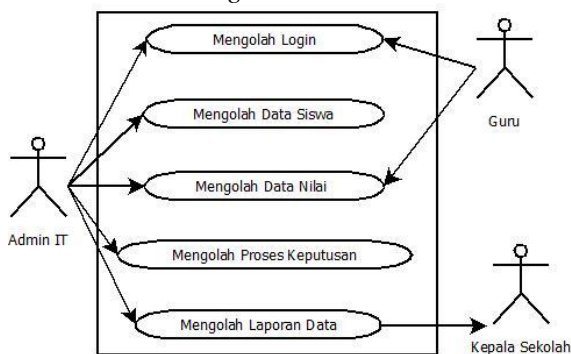 Mengolah Login
Mengolah Data Siswa
Guru
Mengolah Data Nilai
Admin IT
Mengolah Proses Keputusan
Mengolah Laporan Data
Kepala Sekolah